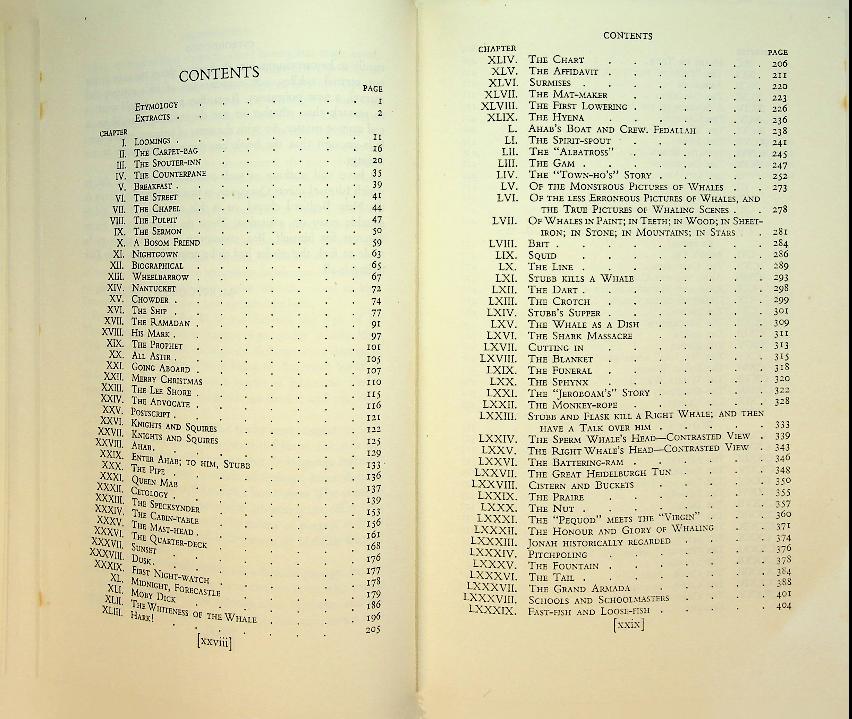 CONTENTS
PAGE
Etymology . . . . . . . 1
Extracts . . . . . . . . 2
CHAPTER
I. Loomings . . . . . . . 11
II. The Carpet-bag . . . . . . 16
III. The Spouter-inn . . . . . . 20
IV. The Counterpane . . . . . . 35
V. Breakfast . . . . . . . 39
VI. The Street . . . . . . . 41
VII. The Chapel . . . . . . . 44
VIII. The Pulpit . . . . . . . 47
IX. The Sermon . . . . . . . 50
X. A Bosom Friend . . . . . . 59
XI. Nightgown . . . . . . . 63
XII. Biographical . . . . . . . 65
XIII. Wheelbarrow . . . . . . . 67
XIV. Nantucket . . . . . . . 72
XV. Chowder . . . . . . . 74
XVI. The Ship . . . . . . . 77
XVII. The Ramadan . . . . . . . 91
XVIII. His Mark . . . . . . . 97
XIX. The Prophet . . . . . . . 101
XX. All Astir . . . . . . . 105
XXI. Going Aboard . . . . . . . 107
XXII. Merry Christmas . . . . . . 110
XXIII. The Lee Shore . . . . . . . 115
XXIV. The Advocate . . . . . . . 116
XXV. Postscript . . . . . . . 121
XXVI. Knights and Squires . . . . . . 122
XXVII. Knights and Squires . . . . . . 125
XXVIII. Ahab . . . . . . . 129
XXIX. Enter Ahab; to him, Stubb . . . . . 133
XXX. The Pipe . . . . . . . 136
XXXI. Queen Mab . . . . . . . 137
XXXII. Cetology . . . . . . . 139
XXXIII. The Specksynder . . . . . . 153
XXXIV. The Cabin-table . . . . . . 156
XXXV. The Mast-head . . . . . . . 161
XXXVI. The Quarter-deck . . . . . . 168
XXXVII. Sunset . . . . . . . 176
XXXVIII. Dusk . . . . . . . 177
XXXIX. First Night-watch . . . . . . 178
XL. Midnight, Forecastle . . . . . . 179
XLI. Moby Dick . . . . . . . 186
XLII. The Whiteness of the Whale . . . . . 196
XLIII. Hark! . . . . . . . 205
[xxviii]
CONTENTS
CHAPTER PAGE
XLIV. The Chart . . . . . . . 206
XLV. The Affidavit . . . . . . . 211
XLVI. Surmises . . . . . . . 220
XLVII. The Mat-maker . . . . . . 223
XLVIII. The First Lowering . . . . . . 226
XLIX. The Hyena . . . . . . . 236
L. Ahab's Boat and Crew. Fedallah . . . . 238
LI. The Spirit-spout . . . . . . 241
LII. The "Albatross" . . . . . . 245
LIII. The Gam . . . . . . . 247
LIV. The "Town-ho's" Story . . . . . 252
LV. Of the Monstrous Pictures of Whales . . 273
LVI. Of the less Erroneous Pictures of Whales, and
the True Pictures of Whaling Scenes . . 278
LVII. Of Whales in Paint; in Teeth; in Wood; in Sheet-
iron; in Stone; in Mountains; in Stars . . 281
LVIII. Brit . . . . . . . 284
LIX. Squid . . . . . . . 286
LX. The Line . . . . . . . 289
LXI. Stubb kills a Whale . . . . . . 293
LXII. The Dart . . . . . . . 298
LXIII. The Crotch . . . . . . . 299
LXIV. Stubb's Supper . . . . . . 301
LXV. The Whale as a Dish . . . . . . 309
LXVI. The Shark Massacre . . . . . . 311
LXVII. Cutting in . . . . . . . 313
LXVIII. The Blanket . . . . . . . 315
LXIX. The Funeral . . . . . . . 318
LXX. The Sphynx . . . . . . . 320
LXXI. The "Jeroboam's" Story . . . . . 322
LXXII. The Monkey-rope . . . . . . 328
LXXIII. Stubb and Flask kill a Right Whale; and then
have a Talk over him . . . . . 333
LXXIV. The Sperm Whale's Head—Contrasted View . 339
LXXV. The Right Whale's Head—Contrasted View . 343
LXXVI. The Battering-ram . . . . . . 346
LXXVII. The Great Heidelburgh Tun . . . . 348
LXXVIII. Cistern and Buckets . . . . . . 350
LXXIX. The Praire . . . . . . . 355
LXXX. The Nut . . . . . . . 357
LXXXI. The "Pequod" meets the "Virgin" . . . 360
LXXXII. The Honour and Glory of Whaling . . . 371
LXXXIII. Jonah historically regarded . . . . 374
LXXXIV. Pitchpoling . . . . . . . 376
LXXXV. The Fountain . . . . . . . 378
LXXXVI. The Tail . . . . . . . 384
LXXXVII. The Grand Armada . . . . . . 388
LXXXVIII. Schools and Schoolmasters . . . . . 401
LXXXIX. Fast-fish and Loose-fish . . . . . 404
[xxix]